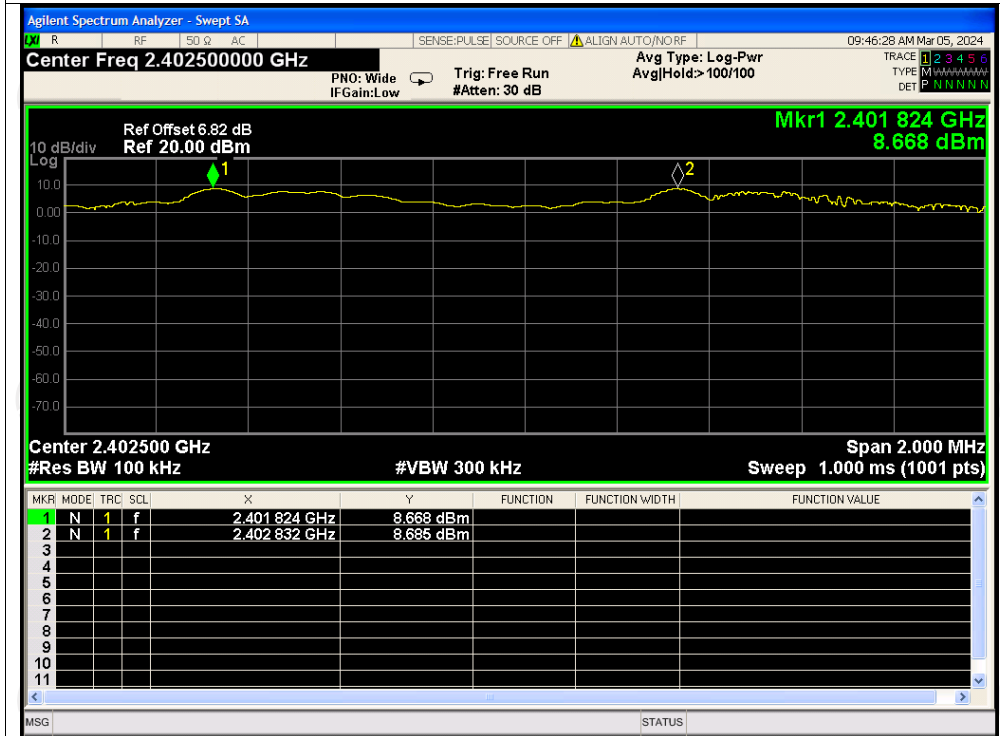 Agilent Spectrum Analyzer - Swept SA
LXI R RF 50 Ω AC SENSE:PULSE SOURCE OFF ALIGN AUTO/NO RF 09:46:28 AM Mar 05, 2024
Center Freq 2.402500000 GHz
PNO: Wide
IFGain:Low
Trig: Free Run
#Atten: 30 dB
Avg Type: Log-Pwr
Avg|Hold:>100/100
TRACE 1 2 3 4 5 6
TYPE M W W W W W
DET P N N N N N
Mkr1 2.401 824 GHz
8.668 dBm
Ref Offset 6.82 dB
10 dB/div Ref 20.00 dBm
Log
1
2
10.0
0.00
-10.0
-20.0
-30.0
-40.0
-50.0
-60.0
-70.0
Center 2.402500 GHz Span 2.000 MHz
#Res BW 100 kHz #VBW 300 kHz Sweep 1.000 ms (1001 pts)
MKR MODE TRC SCL X Y FUNCTION FUNCTION WIDTH FUNCTION VALUE
1 N 1 f 2.401 824 GHz 8.668 dBm
2 N 1 f 2.402 832 GHz 8.685 dBm
3
4
5
6
7
8
9
10
11
MSG STATUS